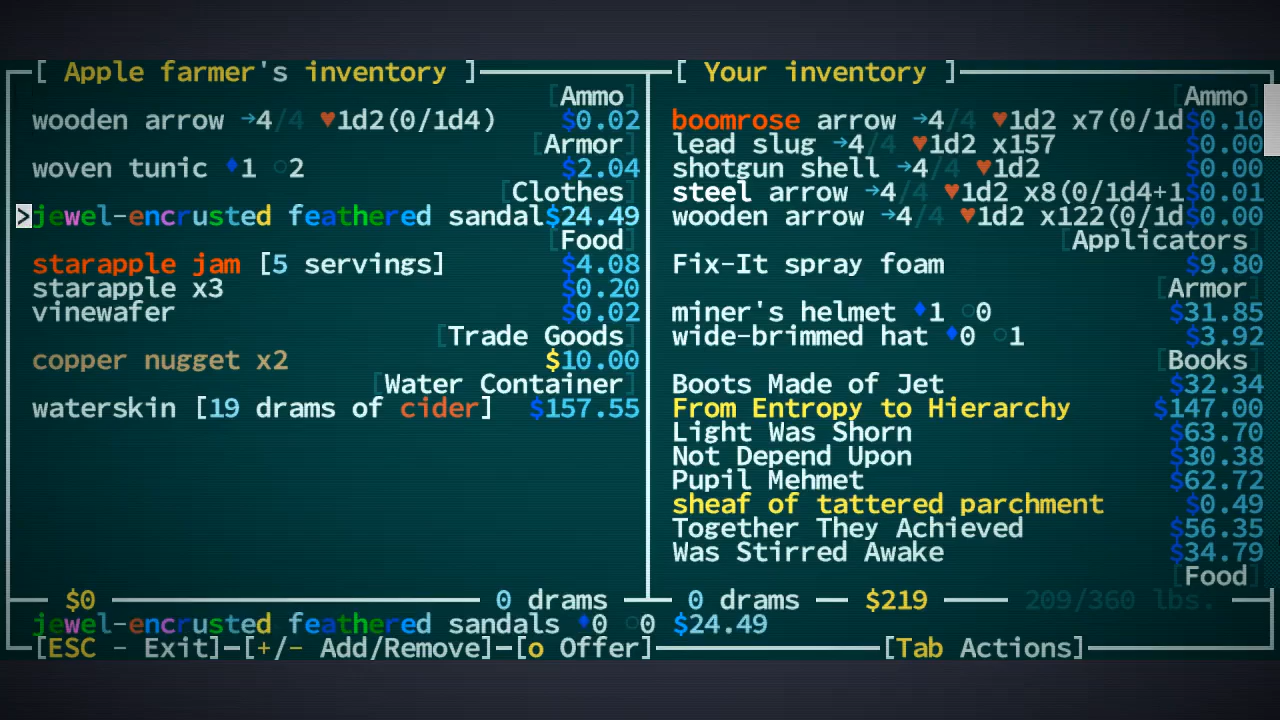 [ Apple farmer's inventory ]
[Ammo]
wooden arrow →4/4 ♥1d2(0/1d4) $0.02
[Armor]
woven tunic ♦1 ○2 $2.04
[Clothes]
>jewel-encrusted feathered sandal$24.49
[Food]
starapple jam [5 servings] $4.08
starapple x3 $0.20
vinewafer $0.02
[Trade Goods]
copper nugget x2 $10.00
[Water Container]
waterskin [19 drams of cider] $157.55
[ Your inventory ]
[Ammo]
boomrose arrow →4/4 ♥1d2 x7(0/1d$0.10
lead slug →4/4 ♥1d2 x157 $0.00
shotgun shell →4/4 ♥1d2 $0.00
steel arrow →4/4 ♥1d2 x8(0/1d4+1$0.01
wooden arrow →4/4 ♥1d2 x122(0/1d$0.00
[Applicators]
Fix-It spray foam $9.80
[Armor]
miner's helmet ♦1 ○0 $31.85
wide-brimmed hat ♦0 ○1 $3.92
[Books]
Boots Made of Jet $32.34
From Entropy to Hierarchy $147.00
Light Was Shorn $63.70
Not Depend Upon $30.38
Pupil Mehmet $62.72
sheaf of tattered parchment $0.49
Together They Achieved $56.35
Was Stirred Awake $34.79
[Food]
$0 0 drams 0 drams $219 209/360 lbs.
jewel-encrusted feathered sandals ♦0 ○0 $24.49
[ESC - Exit] [+/- Add/Remove] [o Offer] [Tab Actions]